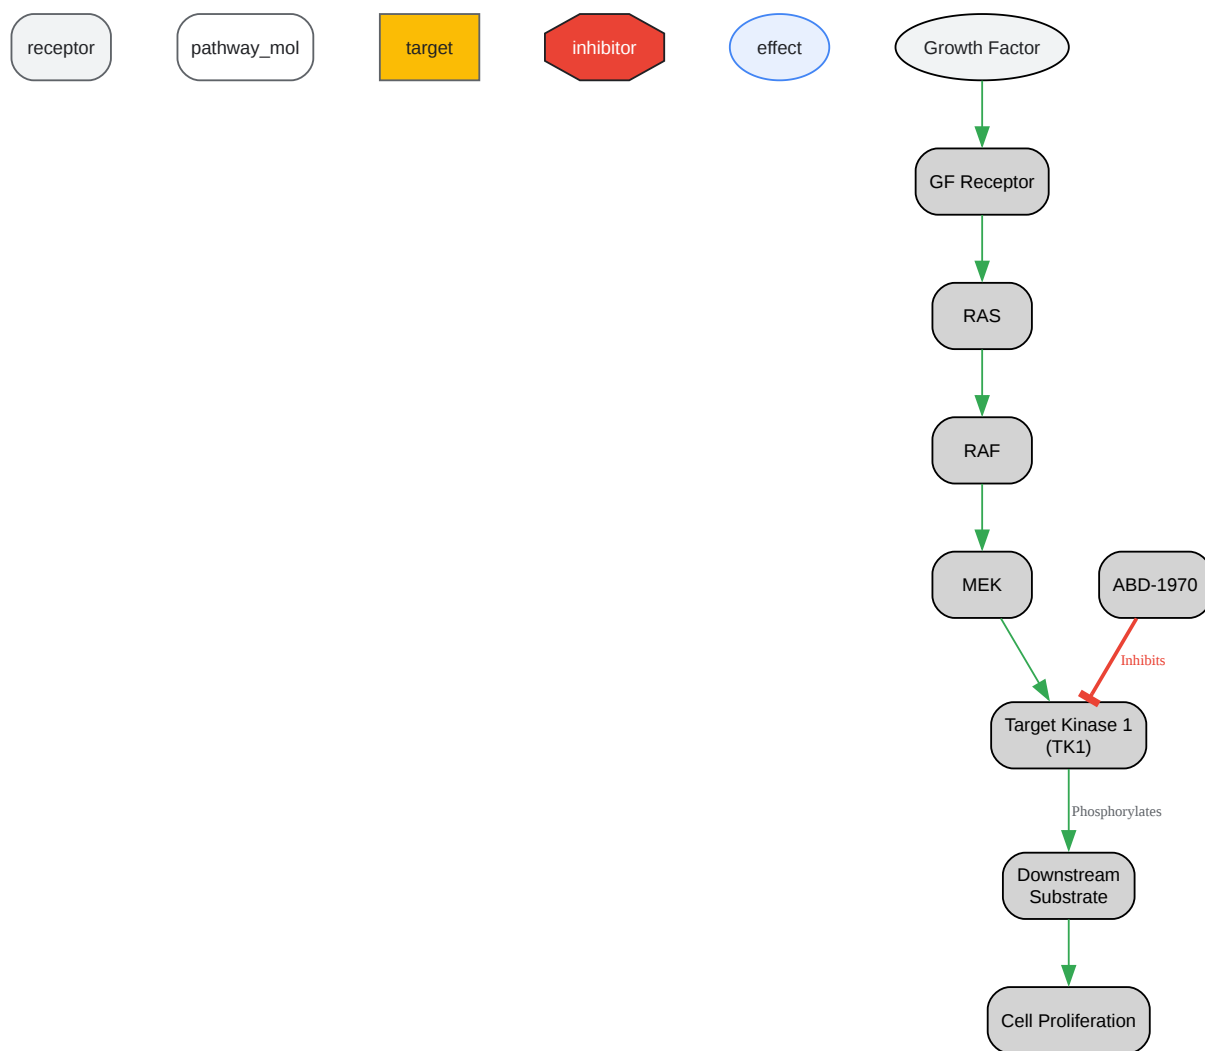 receptor
pathway_mol
target
inhibitor
effect
Growth Factor
GF Receptor
RAS
RAF
MEK
ABD-1970
Inhibits
Target Kinase 1
(TK1)
Phosphorylates
Downstream
Substrate
Cell Proliferation